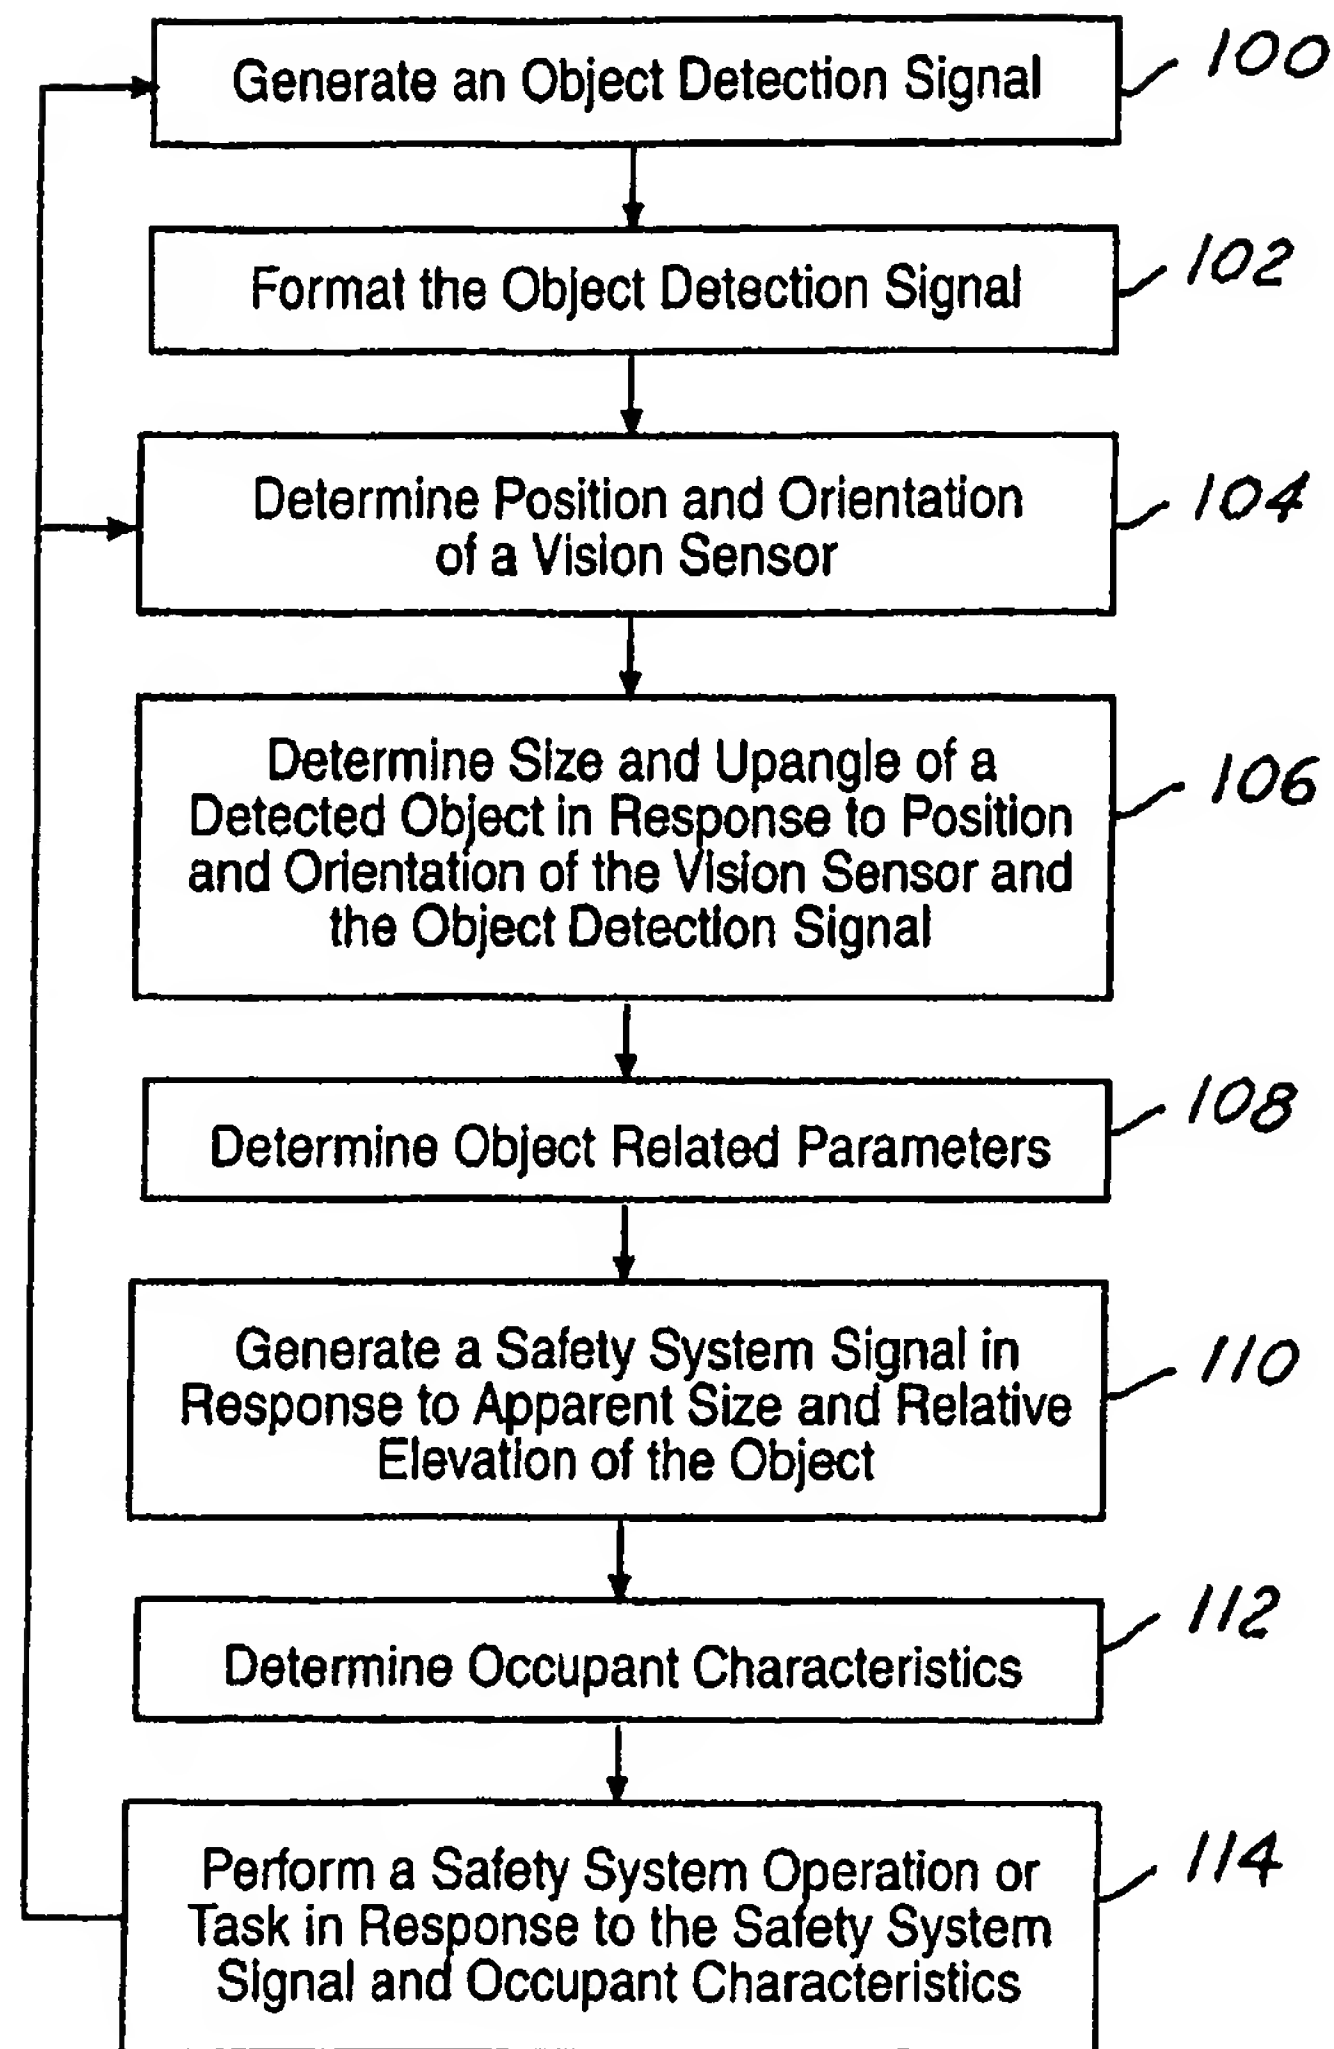 Generate an Object Detection Signal
100
Format the Object Detection Signal
102
Determine Position and Orientation
of a Vision Sensor
104
Determine Size and Upangle of a
Detected Object in Response to Position
and Orientation of the Vision Sensor and
the Object Detection Signal
106
Determine Object Related Parameters
108
Generate a Safety System Signal in
Response to Apparent Size and Relative
Elevation of the Object
110
Determine Occupant Characteristics
112
Perform a Safety System Operation or
Task in Response to the Safety System
Signal and Occupant Characteristics
114